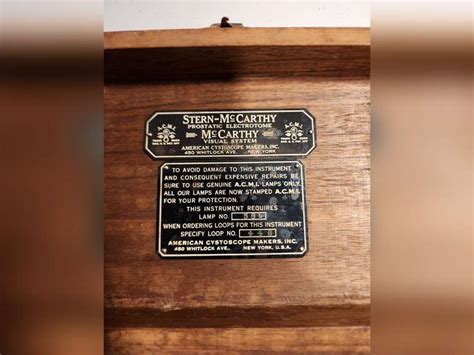 STERN-McCARTHY
PROSTATIC ELECTROTOME
A.C.M.I. McCARTHY A.C.M.I.
VISUAL SYSTEM
AMERICAN CYSTOSCOPE MAKERS, INC.
450 WHITLOCK AVE. NEW YORK.
TO AVOID DAMAGE TO THIS INSTRUMENT
AND CONSEQUENT EXPENSIVE REPAIRS BE
SURE TO USE GENUINE A.C.M.I. LAMPS ONLY.
ALL OUR LAMPS ARE NOW STAMPED A.C.M.I.
FOR YOUR PROTECTION.
THIS INSTRUMENT REQUIRES
LAMP NO.
WHEN ORDERING LOOPS FOR THIS INSTRUMENT
SPECIFY LOOP NO.
AMERICAN CYSTOSCOPE MAKERS, INC.
450 WHITLOCK AVE., NEW YORK, U.S.A.